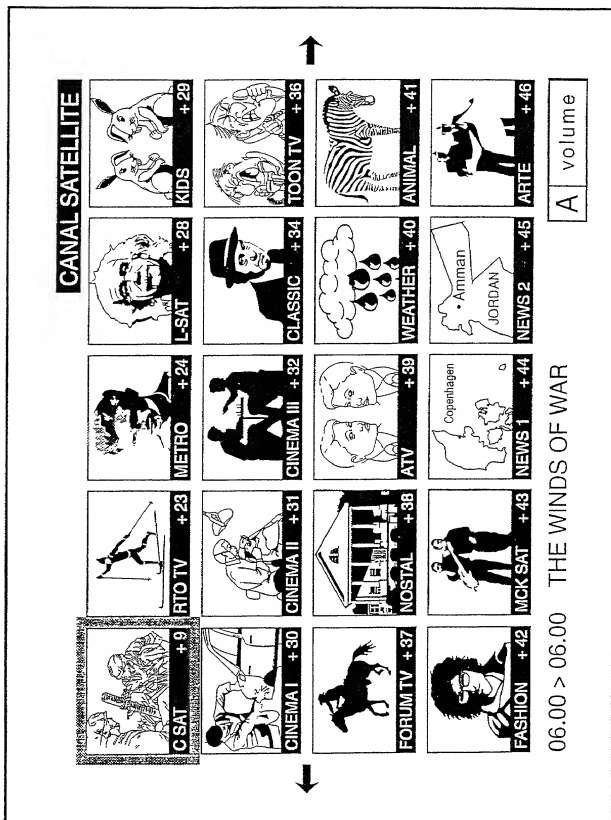 CANAL SATELLITE
C SAT +9
RTO TV +23
METRO +24
L-SAT +28
KIDS +29
CINEMA I +30
CINEMA II +31
CINEMA III +32
CLASSIC +34
TOON TV +36
FORUM TV +37
NOSTAL +38
ATV +39
WEATHER +40
ANIMAL +41
FASHION +42
MCK SAT +43
Copenhagen
NEWS 1 +44
Amman
JORDAN
NEWS 2 +45
ARTE +46
06.00 > 06.00 THE WINDS OF WAR
A volume